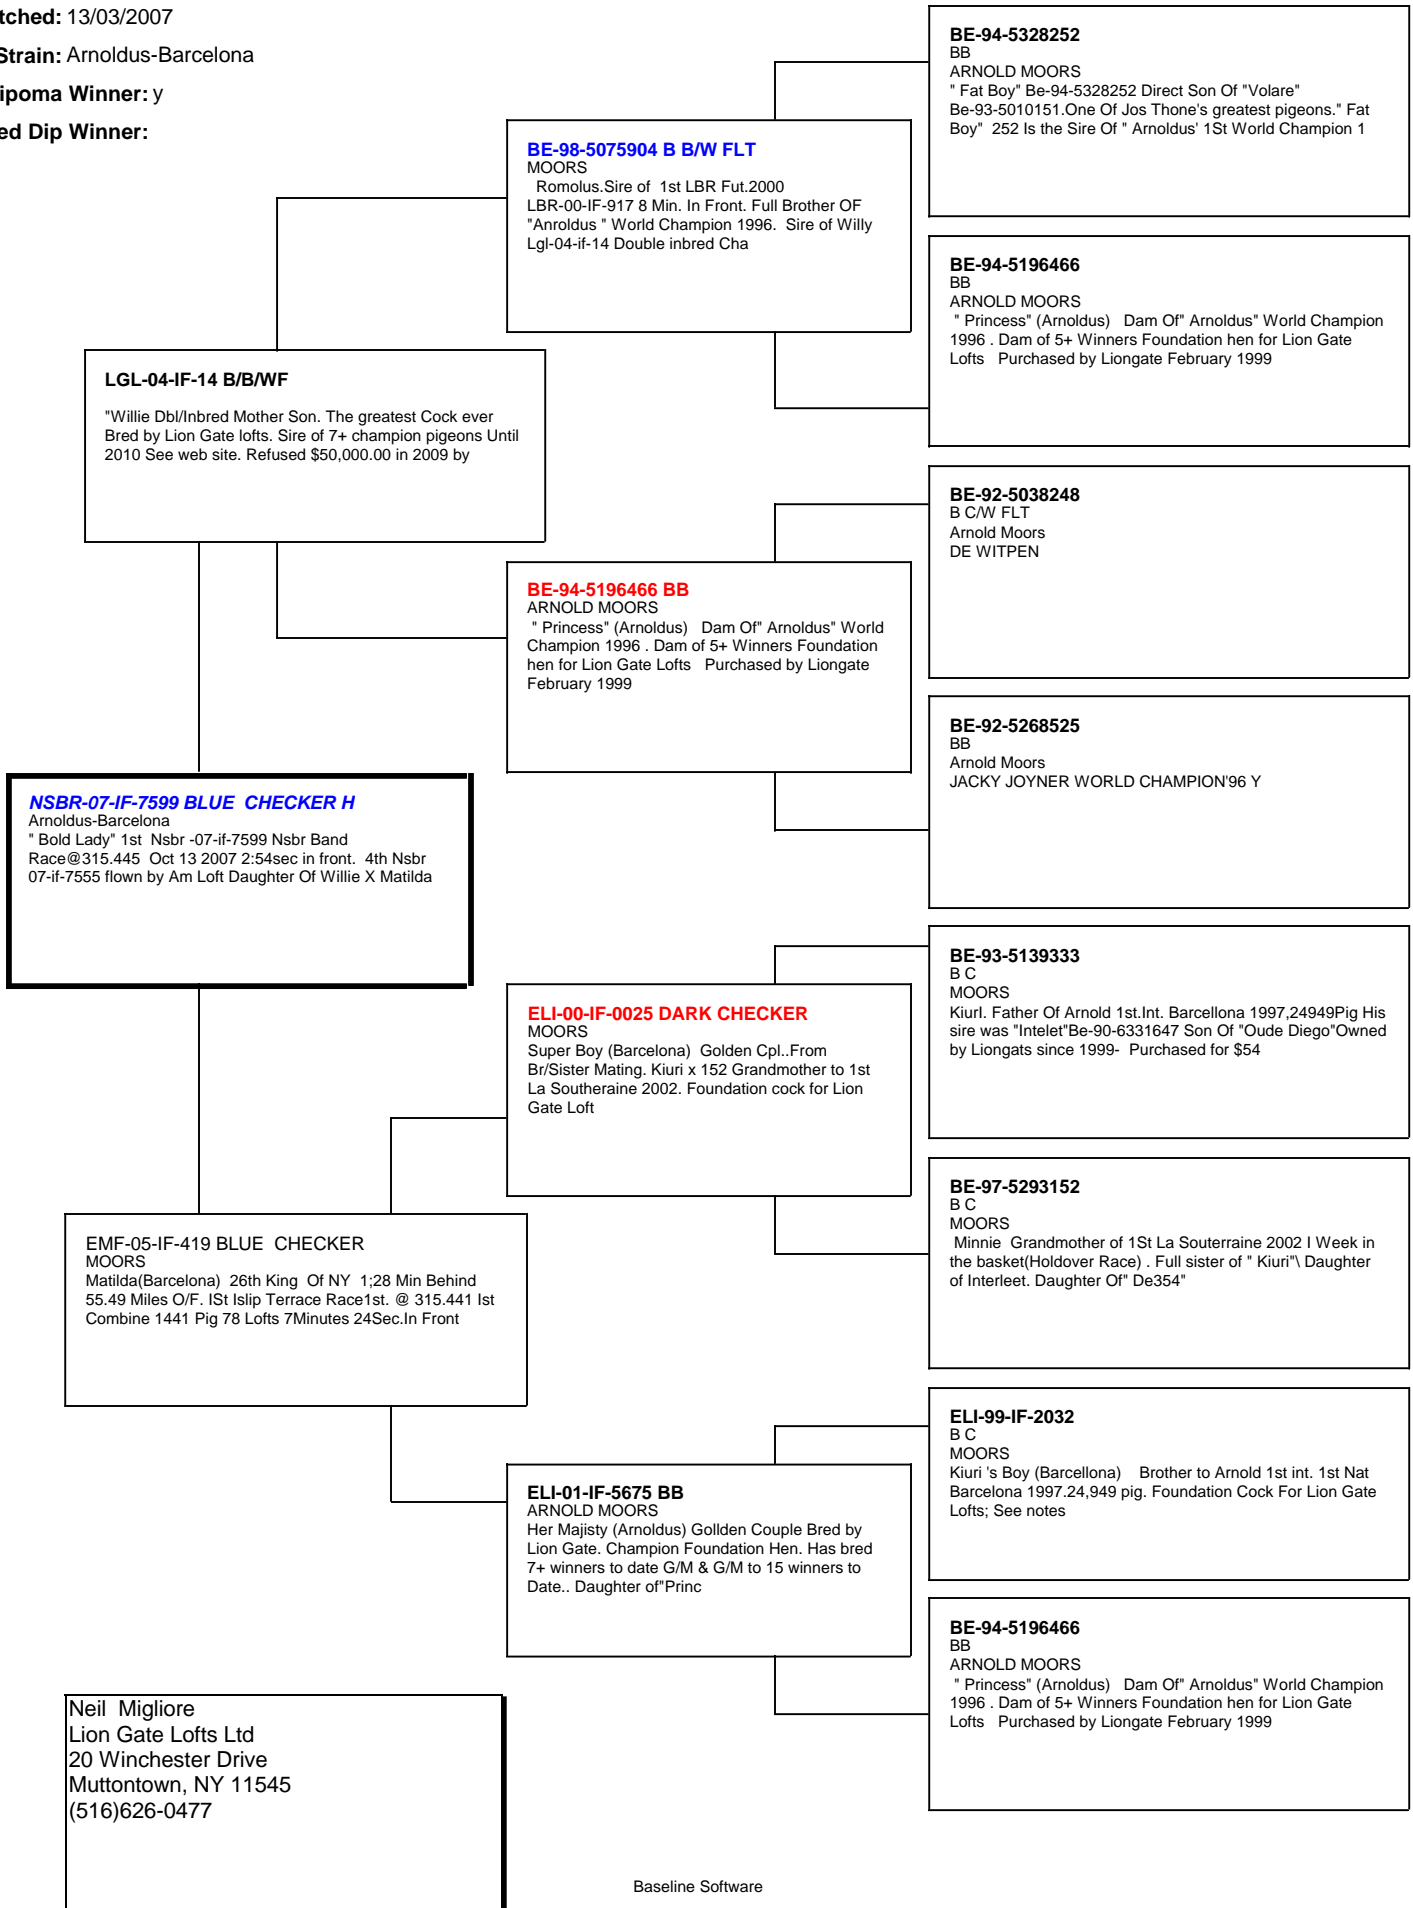 tched: 13/03/2007
Strain: Arnoldus-Barcelona
ipoma Winner: y
ed Dip Winner:
BE-94-5328252
BB
ARNOLD MOORS
" Fat Boy" Be-94-5328252 Direct Son Of "Volare"
Be-93-5010151.One Of Jos Thone's greatest pigeons." Fat
Boy"  252 Is the Sire Of " Arnoldus' 1St World Champion 1
BE-98-5075904 B B/W FLT
MOORS
Romolus.Sire of  1st LBR Fut.2000
LBR-00-IF-917 8 Min. In Front. Full Brother OF
"Anroldus " World Champion 1996.  Sire of Willy
Lgl-04-if-14 Double inbred Cha
BE-94-5196466
BB
ARNOLD MOORS
" Princess" (Arnoldus)   Dam Of" Arnoldus" World Champion
1996 . Dam of 5+ Winners Foundation hen for Lion Gate
Lofts   Purchased by Liongate February 1999
LGL-04-IF-14 B/B/WF
"Willie Dbl/Inbred Mother Son. The greatest Cock ever
Bred by Lion Gate lofts. Sire of 7+ champion pigeons Until
2010 See web site. Refused $50,000.00 in 2009 by
BE-92-5038248
B C/W FLT
Arnold Moors
DE WITPEN
BE-94-5196466 BB
ARNOLD MOORS
" Princess" (Arnoldus)   Dam Of" Arnoldus" World
Champion 1996 . Dam of 5+ Winners Foundation
hen for Lion Gate Lofts   Purchased by Liongate
February 1999
BE-92-5268525
BB
Arnold Moors
JACKY JOYNER WORLD CHAMPION'96 Y
NSBR-07-IF-7599 BLUE  CHECKER H
Arnoldus-Barcelona
" Bold Lady" 1st  Nsbr -07-if-7599 Nsbr Band
Race@315.445  Oct 13 2007 2:54sec in front.  4th Nsbr
07-if-7555 flown by Am Loft Daughter Of Willie X Matilda
BE-93-5139333
B C
MOORS
KiurI. Father Of Arnold 1st.Int. Barcellona 1997,24949Pig His
sire was "Intelet"Be-90-6331647 Son Of "Oude Diego"Owned
by Liongats since 1999-  Purchased for $54
ELI-00-IF-0025 DARK CHECKER
MOORS
Super Boy (Barcelona)  Golden Cpl..From
Br/Sister Mating. Kiuri x 152 Grandmother to 1st
La Southeraine 2002. Foundation cock for Lion
Gate Loft
BE-97-5293152
B C
MOORS
Minnie  Grandmother of 1St La Souterraine 2002 I Week in
the basket(Holdover Race) . Full sister of " Kiuri"\ Daughter
of Interleet. Daughter Of" De354"
EMF-05-IF-419 BLUE  CHECKER
MOORS
Matilda(Barcelona)  26th King  Of NY  1;28 Min Behind
55.49 Miles O/F. ISt Islip Terrace Race1st. @ 315.441 Ist
Combine 1441 Pig 78 Lofts 7Minutes 24Sec.In Front
ELI-99-IF-2032
B C
MOORS
Kiuri 's Boy (Barcellona)    Brother to Arnold 1st int. 1st Nat
Barcelona 1997.24,949 pig. Foundation Cock For Lion Gate
Lofts; See notes
ELI-01-IF-5675 BB
ARNOLD MOORS
Her Majisty (Arnoldus) Gollden Couple Bred by
Lion Gate. Champion Foundation Hen. Has bred
7+ winners to date G/M & G/M to 15 winners to
Date.. Daughter of"Princ
BE-94-5196466
BB
ARNOLD MOORS
" Princess" (Arnoldus)   Dam Of" Arnoldus" World Champion
1996 . Dam of 5+ Winners Foundation hen for Lion Gate
Lofts   Purchased by Liongate February 1999
Neil  Migliore
Lion Gate Lofts Ltd
20 Winchester Drive
Muttontown, NY 11545
(516)626-0477
Baseline Software